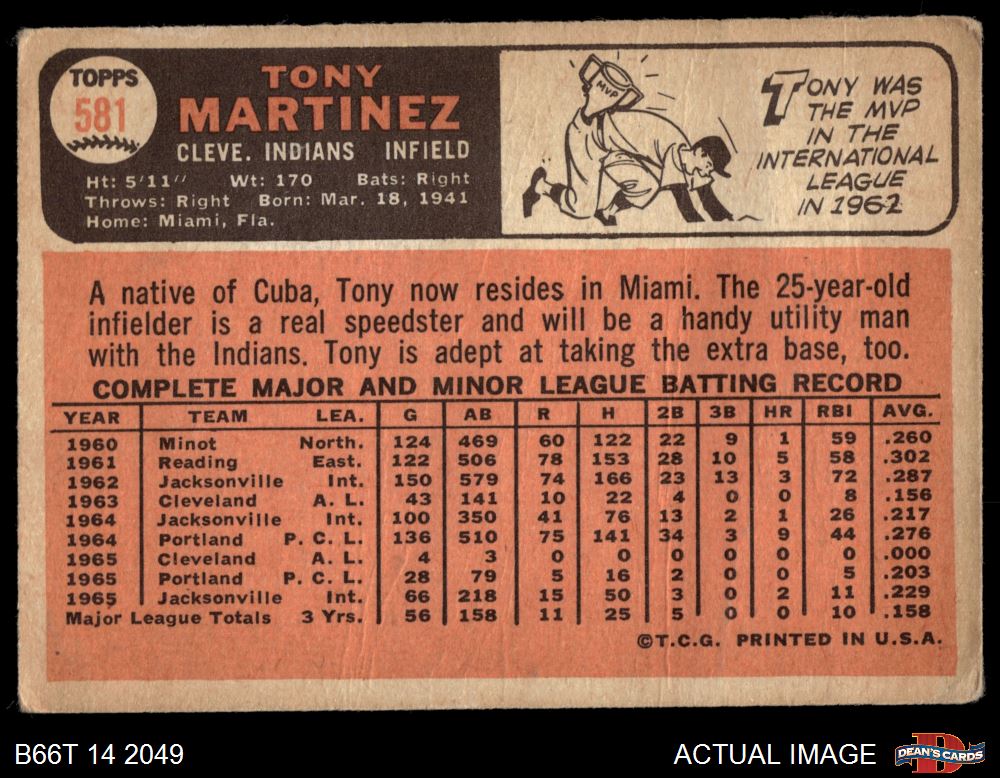 TOPPS
581
TONY
MARTINEZ
CLEVE. INDIANS INFIELD
Ht: 5'11" Wt: 170 Bats: Right
Throws: Right Born: Mar. 18, 1941
Home: Miami, Fla.
MVP
TONY WAS
THE MVP
IN THE
INTERNATIONAL
LEAGUE
IN 1962
A native of Cuba, Tony now resides in Miami. The 25-year-old
infielder is a real speedster and will be a handy utility man
with the Indians. Tony is adept at taking the extra base, too.
COMPLETE MAJOR AND MINOR LEAGUE BATTING RECORD
YEAR TEAM LEA. G AB R H 2B 3B HR RBI AVG.
1960 Minot North. 124 469 60 122 22 9 1 59 .260
1961 Reading East. 122 506 78 153 28 10 5 58 .302
1962 Jacksonville Int. 150 579 74 166 23 13 3 72 .287
1963 Cleveland A. L. 43 141 10 22 4 0 0 8 .156
1964 Jacksonville Int. 100 350 41 76 13 2 1 26 .217
1964 Portland P. C. L. 136 510 75 141 34 3 9 44 .276
1965 Cleveland A. L. 4 3 0 0 0 0 0 0 .000
1965 Portland P. C. L. 28 79 5 16 2 0 0 5 .203
1965 Jacksonville Int. 66 218 15 50 3 0 2 11 .229
Major League Totals 3 Yrs. 56 158 11 25 5 0 0 10 .158
©T.C.G. PRINTED IN U.S.A.
B66T 14 2049
ACTUAL IMAGE
DEAN'S CARDS